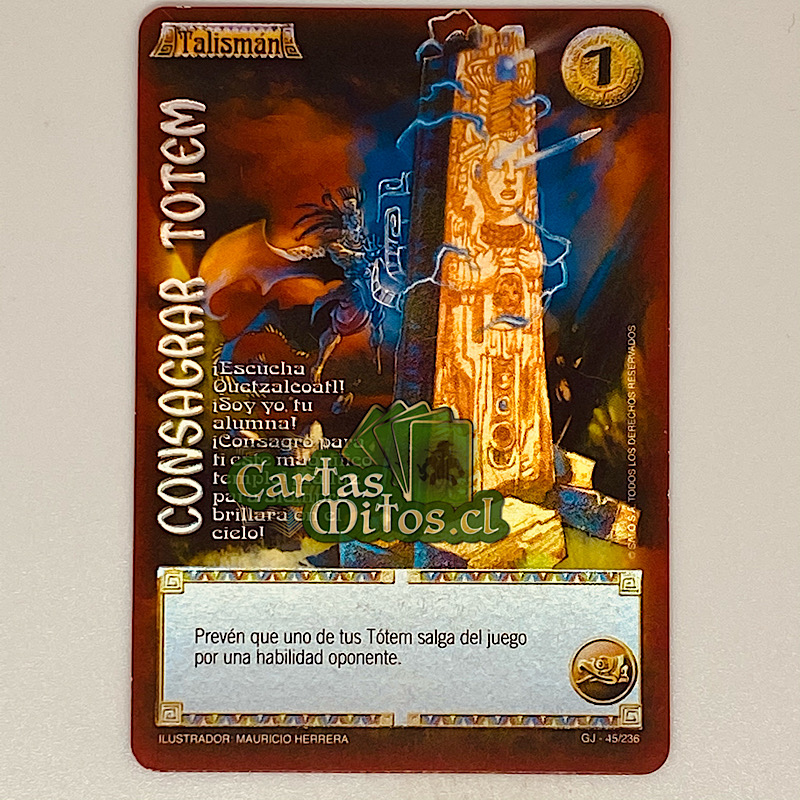 Talismán
1
CONSAGRAR TOTEM
¡Escucha
Quetzalcoatl!
¡Soy yo, tu
alumna!
¡Consagro para
ti este
brillara
cielo!
Cartas
Mitos.cl
TODOS LOS DERECHOS RESERVADOS
Prevén que uno de tus Tótem salga del juego
por una habilidad oponente.
ILUSTRADOR: MAURICIO HERRERA
GJ - 45/236